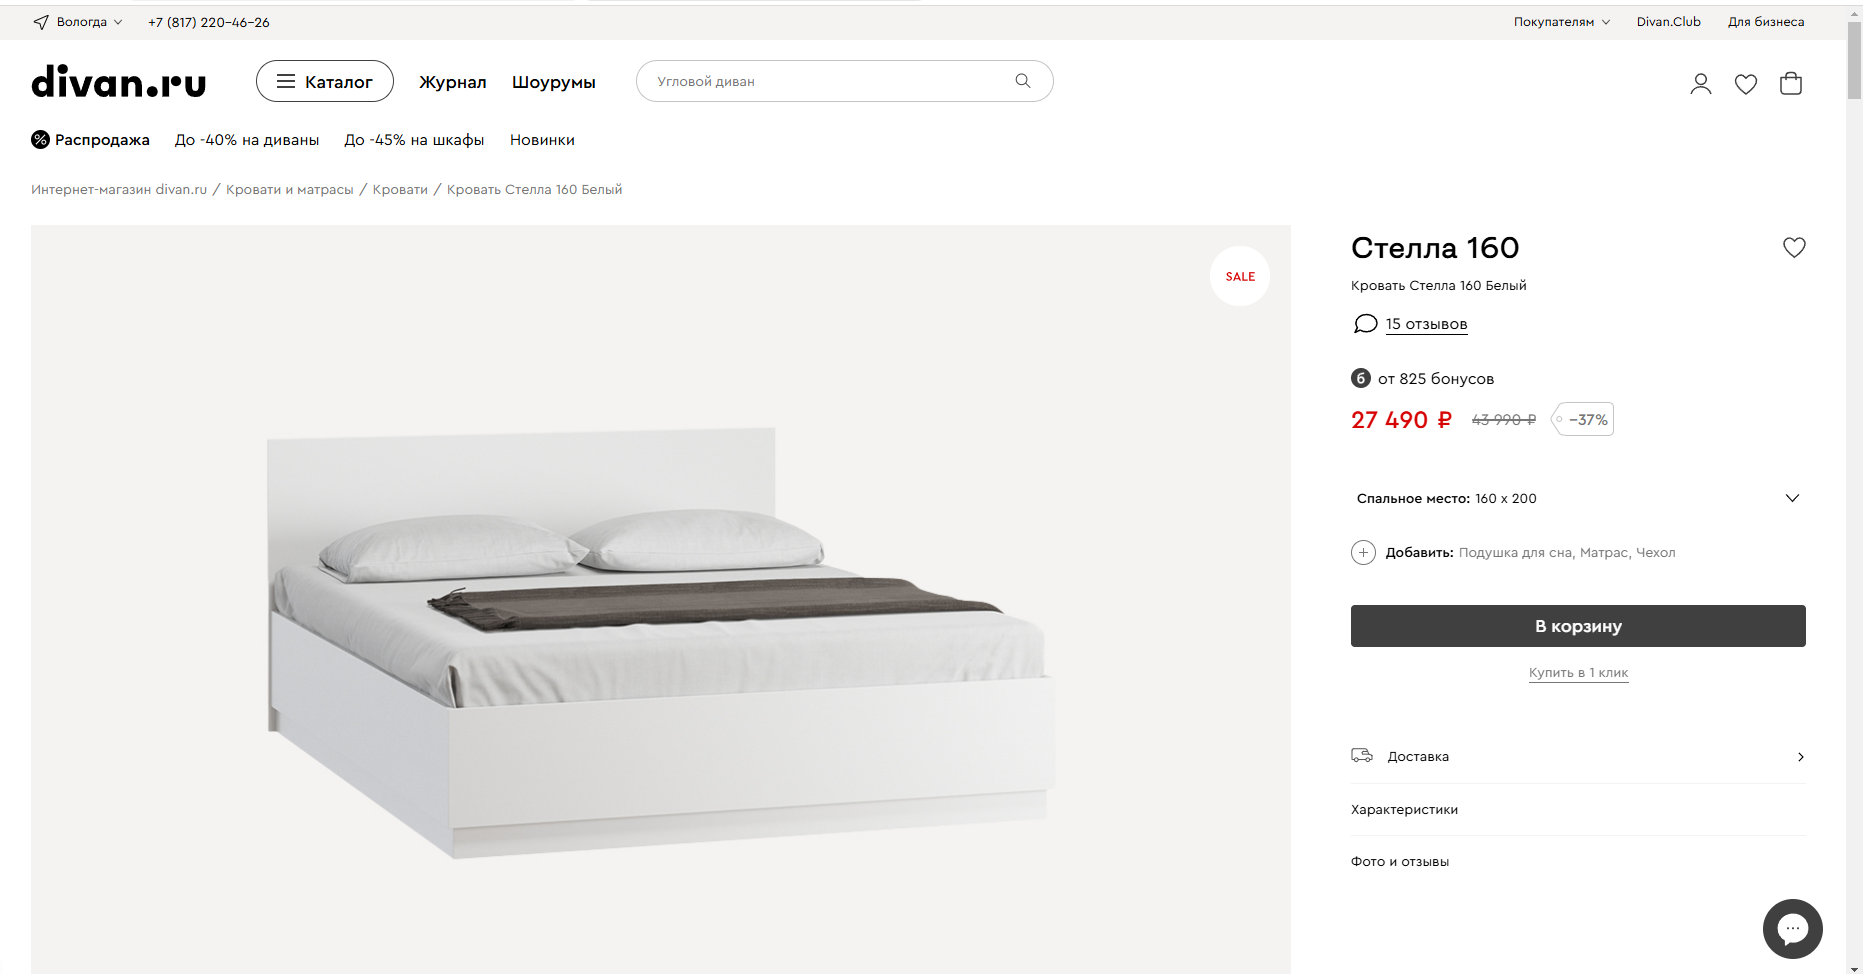 Вологда
+7 (817) 220-46-26
Покупателям
Divan.Club
Для бизнеса
divan.ru
Каталог
Журнал
Шоурумы
Угловой диван
% Распродажа
До -40% на диваны
До -45% на шкафы
Новинки
Интернет-магазин divan.ru / Кровати и матрасы / Кровати / Кровать Стелла 160 Белый
SALE
Стелла 160
Кровать Стелла 160 Белый
15 отзывов
б от 825 бонусов
27 490 ₽ 43 990 ₽ -37%
Спальное место: 160 x 200
+ Добавить: Подушка для сна, Матрас, Чехол
В корзину
Купить в 1 клик
Доставка
Характеристики
Фото и отзывы